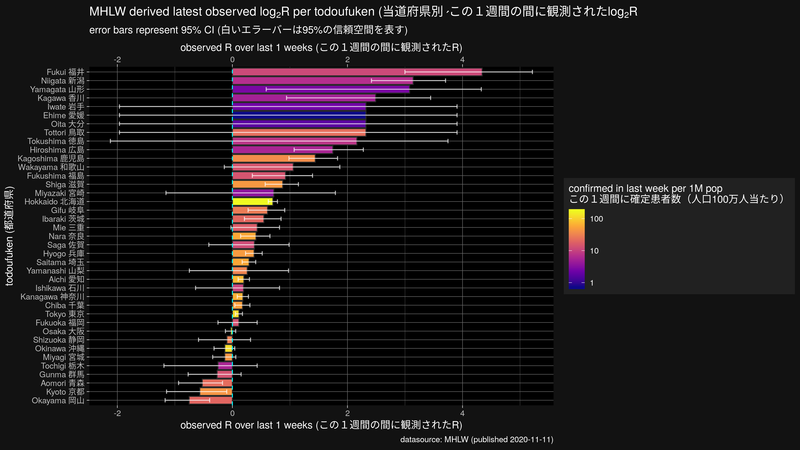 MHLW derived latest observed log₂R per todoufuken (当道府県別 -この１週間の間に観測されたlog₂R
error bars represent 95% CI (白いエラーバーは95%の信頼空間を表す)
observed R over last 1 weeks (この１週間の間に観測されたR)
-2 0 2 4
todoufuken (都道府県)
Fukui 福井
Niigata 新潟
Yamagata 山形
Kagawa 香川
Iwate 岩手
Ehime 愛媛
Oita 大分
Tottori 鳥取
Tokushima 徳島
Hiroshima 広島
Kagoshima 鹿児島
Wakayama 和歌山
Fukushima 福島
Shiga 滋賀
Miyazaki 宮崎
Hokkaido 北海道
Gifu 岐阜
Ibaraki 茨城
Mie 三重
Nara 奈良
Saga 佐賀
Hyogo 兵庫
Saitama 埼玉
Yamanashi 山梨
Aichi 愛知
Ishikawa 石川
Kanagawa 神奈川
Chiba 千葉
Tokyo 東京
Fukuoka 福岡
Osaka 大阪
Shizuoka 静岡
Okinawa 沖縄
Miyagi 宮城
Tochigi 栃木
Gunma 群馬
Aomori 青森
Kyoto 京都
Okayama 岡山
-2 0 2 4
observed R over last 1 weeks (この１週間の間に観測されたR)
confirmed in last week per 1M pop
この１週間に確定患者数（人口100万人当たり）
100
10
1
datasource: MHLW (published 2020-11-11)